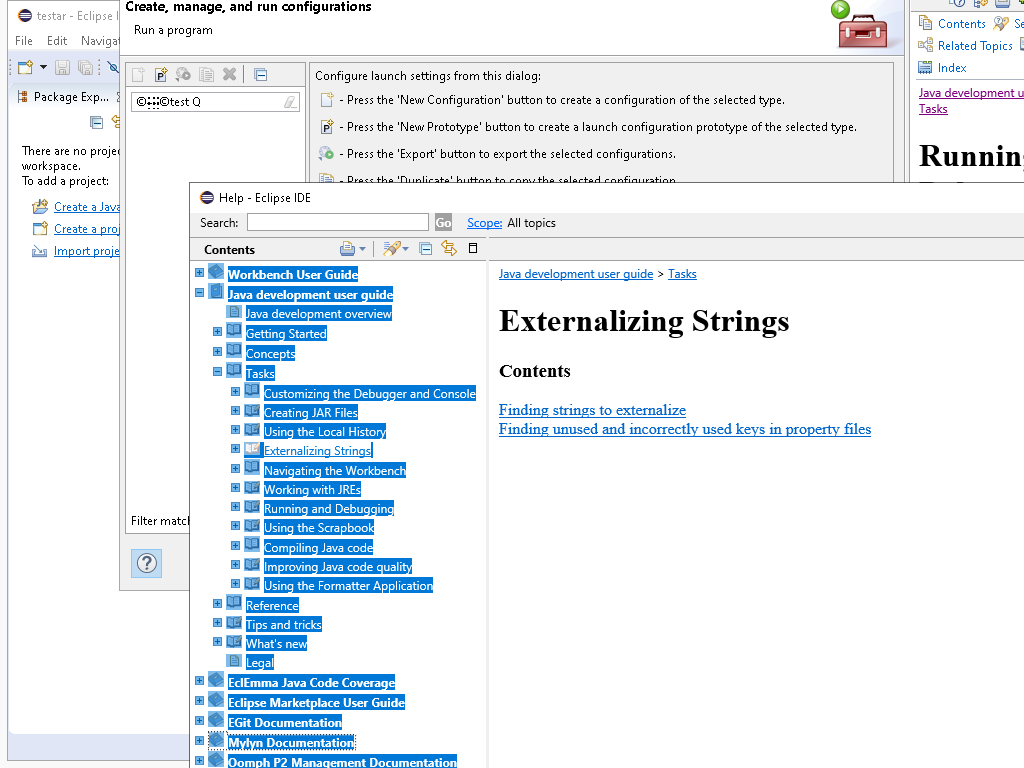 testar - Eclipse I
File Edit Naviga
Package Exp...
There are no proje
workspace.
To add a project:
Create a Java
Create a proj
Import proje
Create, manage, and run configurations
Run a program
test Q
Filter match
Configure launch settings from this dialog:
- Press the 'New Configuration' button to create a configuration of the selected type.
- Press the 'New Prototype' button to create a launch configuration prototype of the selected type.
- Press the 'Export' button to export the selected configurations.
- Press the 'Duplicate' button to copy the selected configuration.
Contents Se
Related Topics
Index
Java development u
Tasks
Running
Help - Eclipse IDE
Search: Go Scope: All topics
Contents
Workbench User Guide
Java development user guide
Java development overview
Getting Started
Concepts
Tasks
Customizing the Debugger and Console
Creating JAR Files
Using the Local History
Externalizing Strings
Navigating the Workbench
Working with JREs
Running and Debugging
Using the Scrapbook
Compiling Java code
Improving Java code quality
Using the Formatter Application
Reference
Tips and tricks
What's new
Legal
EclEmma Java Code Coverage
Eclipse Marketplace User Guide
EGit Documentation
Mylyn Documentation
Oomph P2 Management Documentation
Java development user guide > Tasks
Externalizing Strings
Contents
Finding strings to externalize
Finding unused and incorrectly used keys in property files